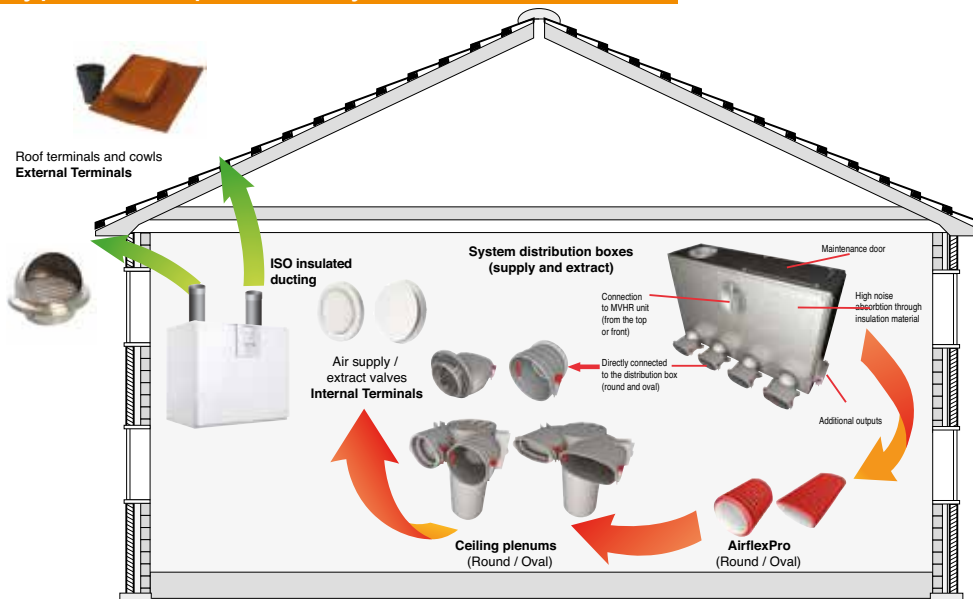 Roof terminals and cowls
External Terminals
ISO insulated
ducting
Air supply /
extract valves
Internal Terminals
System distribution boxes
(supply and extract)
Maintenance door
Connection
to MVHR unit
(from the top
or front)
High noise
absorbtion through
insulation material
Directly connected
to the distribution box
(round and oval)
Additional outputs
Ceiling plenums
(Round / Oval)
AirflexPro
(Round / Oval)